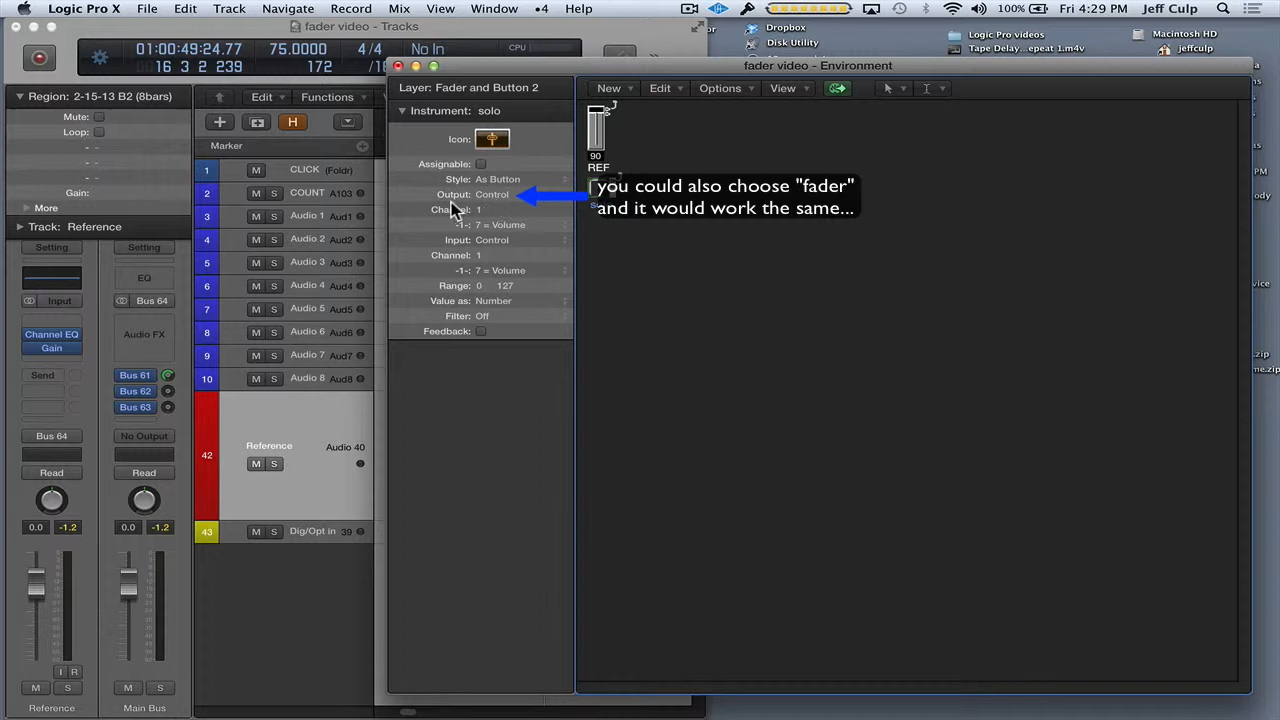 Logic Pro X File Edit Track Navigate Record Mix View Window 4 Help 100% Fri 4:29 PM Jeff Culp
fader video - Tracks
Dropbox
Disk Utility
Logic Pro videos
Tape Delay...epeat 1.m4v
Macintosh HD
jeffculp
01:00:49:24.77 75.0000 4/4 No In CPU
16 3 2 239 172
fader video - Environment
Region: 2-15-13 B2 (8bars)
Mute:
Loop:
Gain:
More
Track: Reference
Edit Functions
H
Marker
1 M CLICK (Foldr)
2 M S COUNT A103
3 M S Audio 1 Aud1
4 M S Audio 2 Aud2
5 M S Audio 3 Aud3
6 M S Audio 4 Aud4
7 M S Audio 5 Aud5
8 M S Audio 6 Aud6
9 M S Audio 7 Aud7
10 M S Audio 8 Aud8
42 Reference Audio 40
M S
43 M S Dig/Opt in 39
Layer: Fader and Button 2
Instrument: solo
Icon:
Assignable:
Style: As Button
Output: Control
Channel: 1
-1-: 7 = Volume
Input: Control
Channel: 1
-1-: 7 = Volume
Range: 0 127
Value as: Number
Filter: Off
Feedback:
New Edit Options View
90
REF
you could also choose "fader"
and it would work the same...
Setting Setting
EQ
Input Bus 64
Channel EQ Audio FX
Gain
Send Bus 61
Bus 62
Bus 63
Bus 64 No Output
Read Read
0.0 -1.2 0.0 -1.2
I R
M S M S
Reference Main Bus